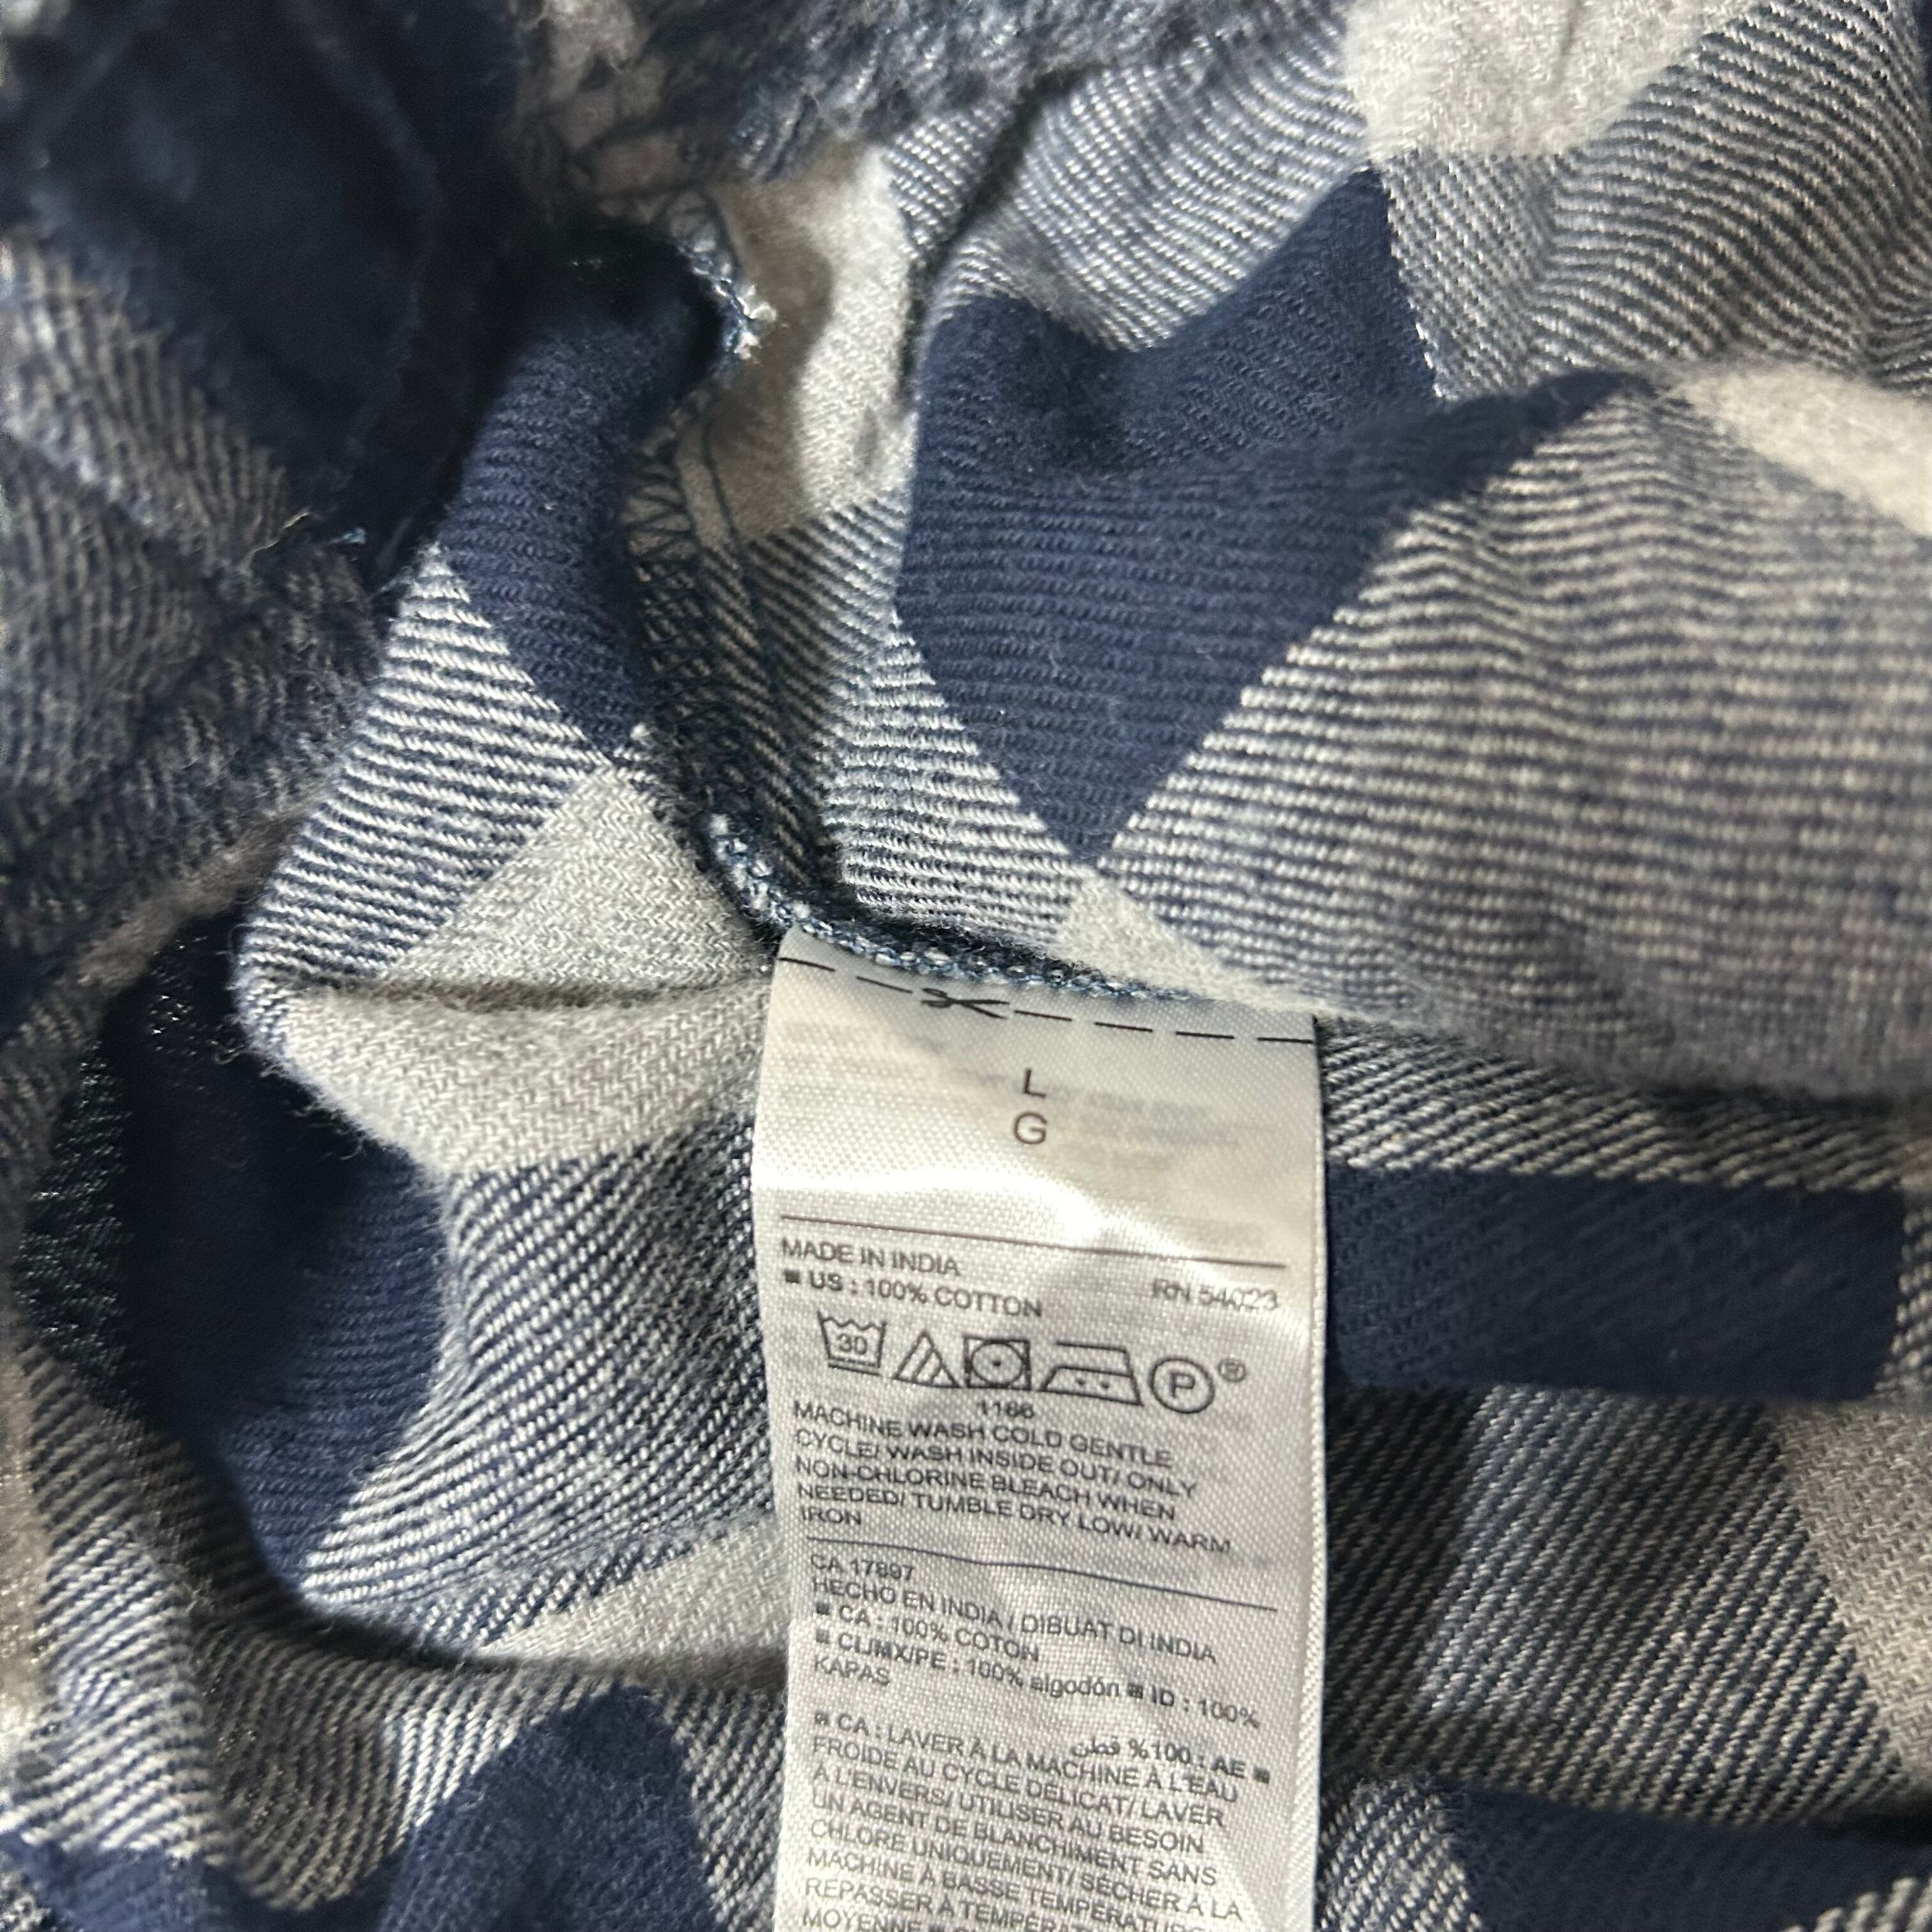 L
G
MADE IN INDIA
RN 54023
■ US : 100% COTTON
30
P ®
1166
MACHINE WASH COLD GENTLE
CYCLE/ WASH INSIDE OUT/ ONLY
NON-CHLORINE BLEACH WHEN
NEEDED/ TUMBLE DRY LOW/ WARM
IRON
CA 17897
HECHO EN INDIA / DIBUAT DI INDIA
■ CA : 100% COTON
■ CL/MX/PE : 100% algodón ■ ID : 100%
KAPAS
■ AE : 100% قطن
■ CA : LAVER À LA MACHINE À L'EAU
FROIDE AU CYCLE DÉLICAT/ LAVER
À L'ENVERS/ UTILISER AU BESOIN
UN AGENT DE BLANCHIMENT SANS
CHLORE UNIQUEMENT/ SÉCHER À LA
MACHINE À BASSE TEMPÉRATURE/
REPASSER À TEMPÉRATURE
MOYENNE